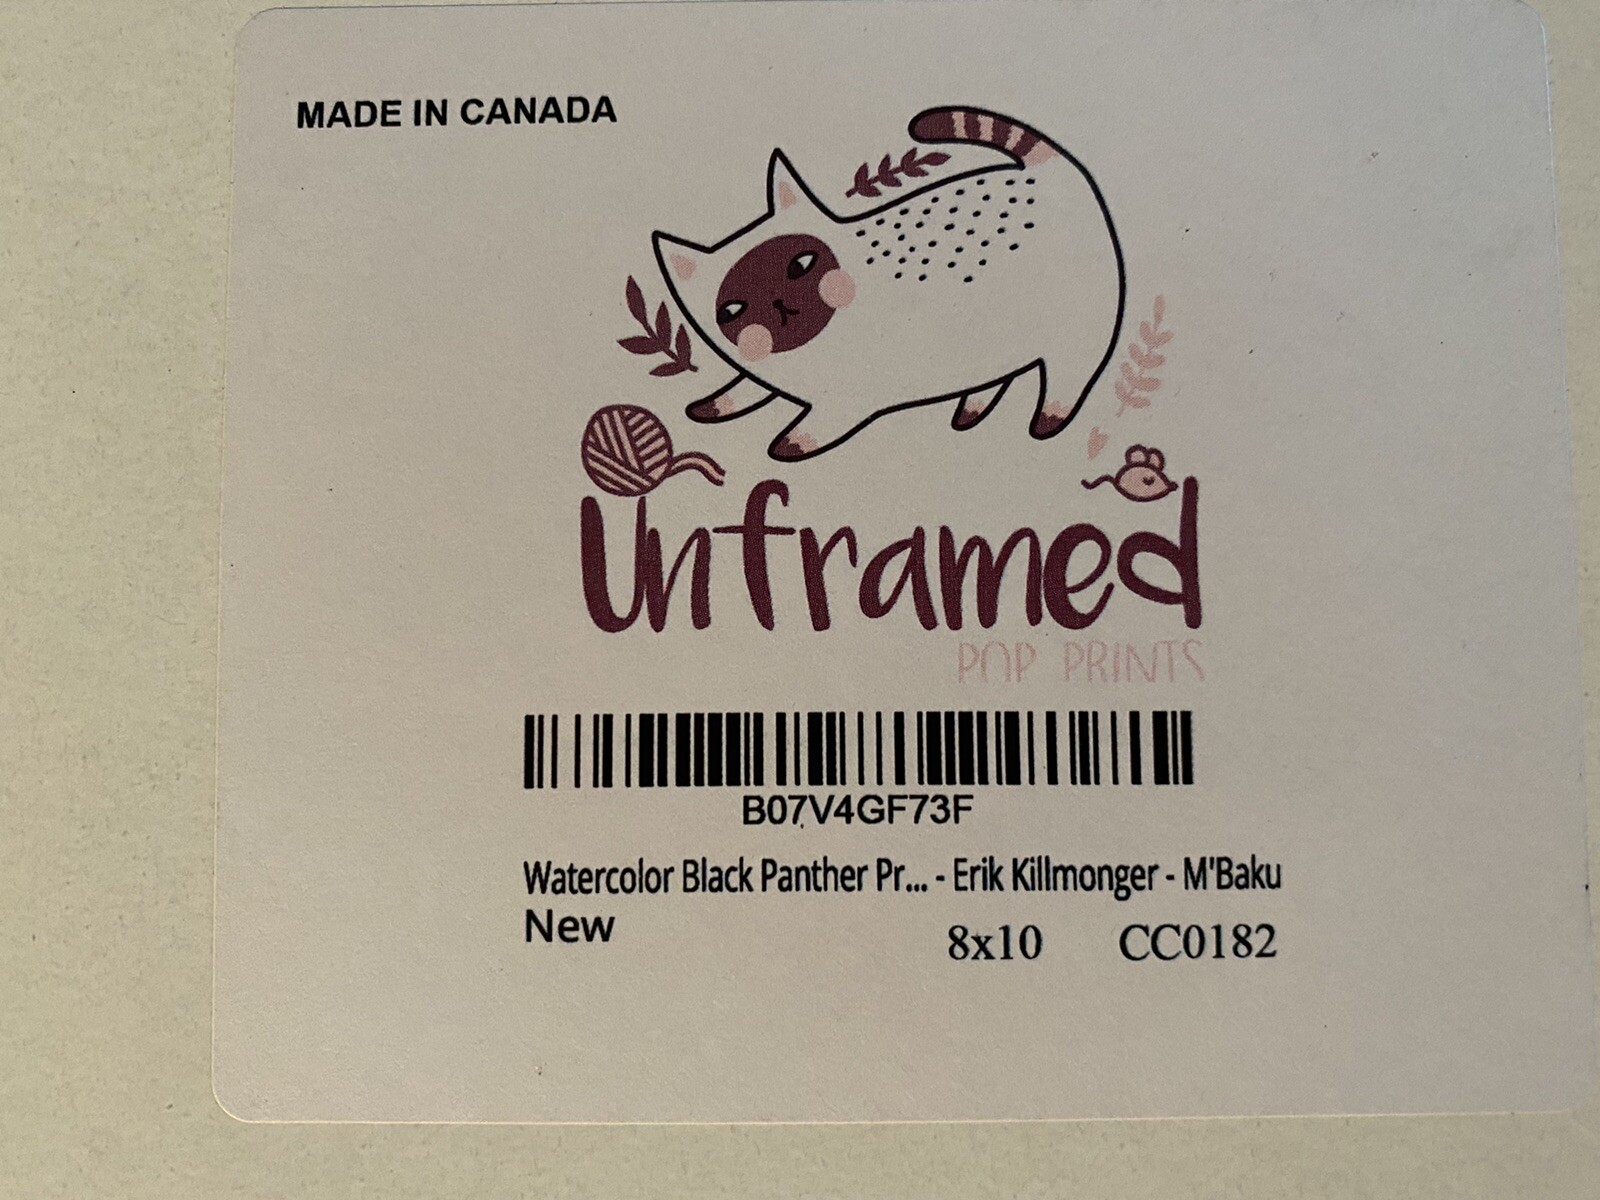 MADE IN CANADA
Unframed
POP PRINTS
B07V4GF73F
Watercolor Black Panther Pr... - Erik Killmonger - M'Baku
New 8x10 CC0182